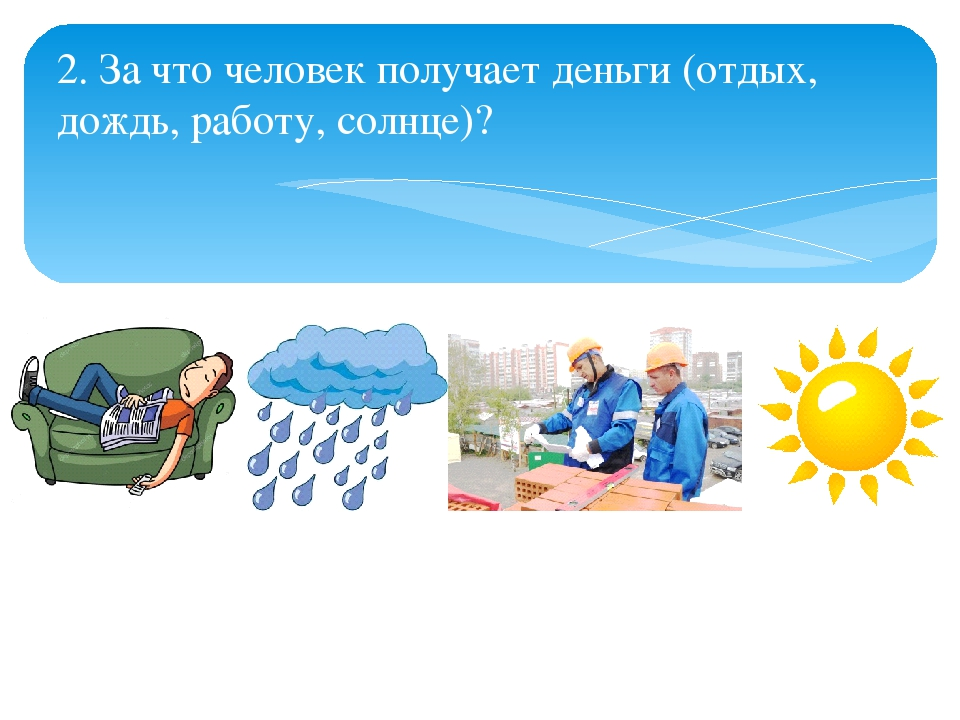 2. За что человек получает деньги (отдых,
дождь, работу, солнце)?